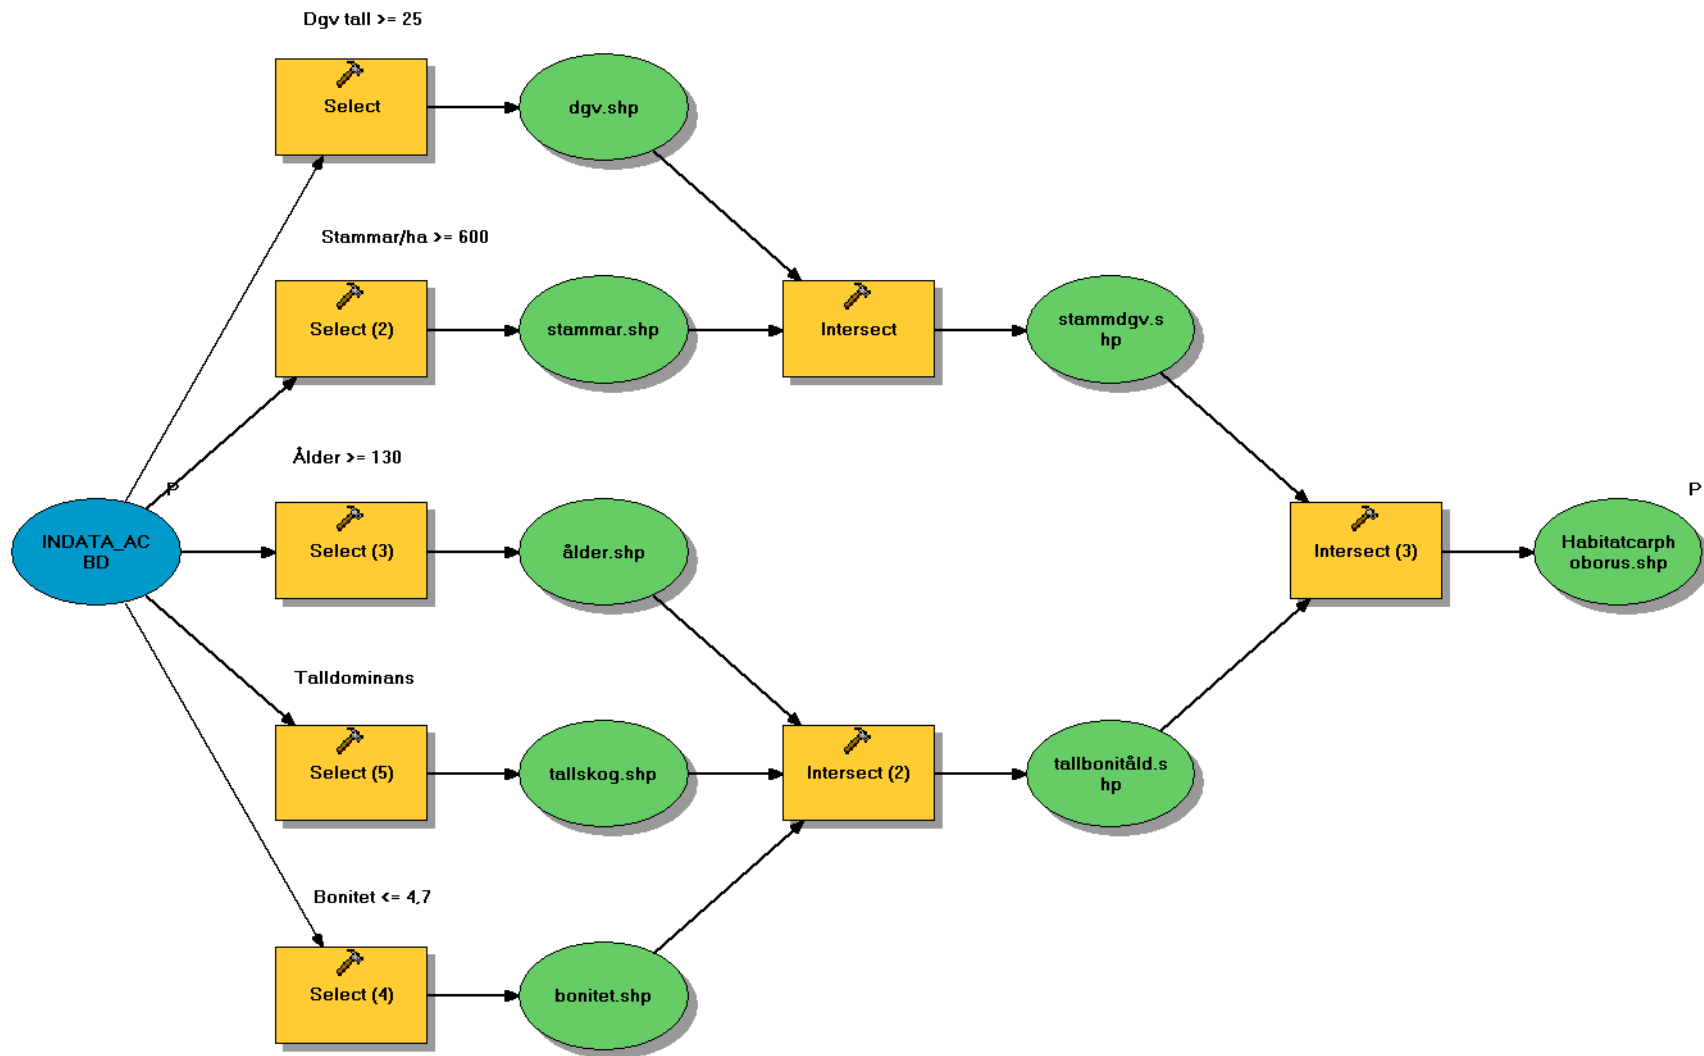 Dgv tall >= 25
Select
dgv.shp
Stammar/ha >= 600
Select (2)
stammar.shp
Intersect
stammdgv.s
hp
Ålder >= 130
P
P
INDATA_AC
BD
Select (3)
ålder.shp
Intersect (3)
Habitatcarph
oborus.shp
Talldominans
Select (5)
tallskog.shp
Intersect (2)
tallbonitåld.s
hp
Bonitet <= 4,7
Select (4)
bonitet.shp